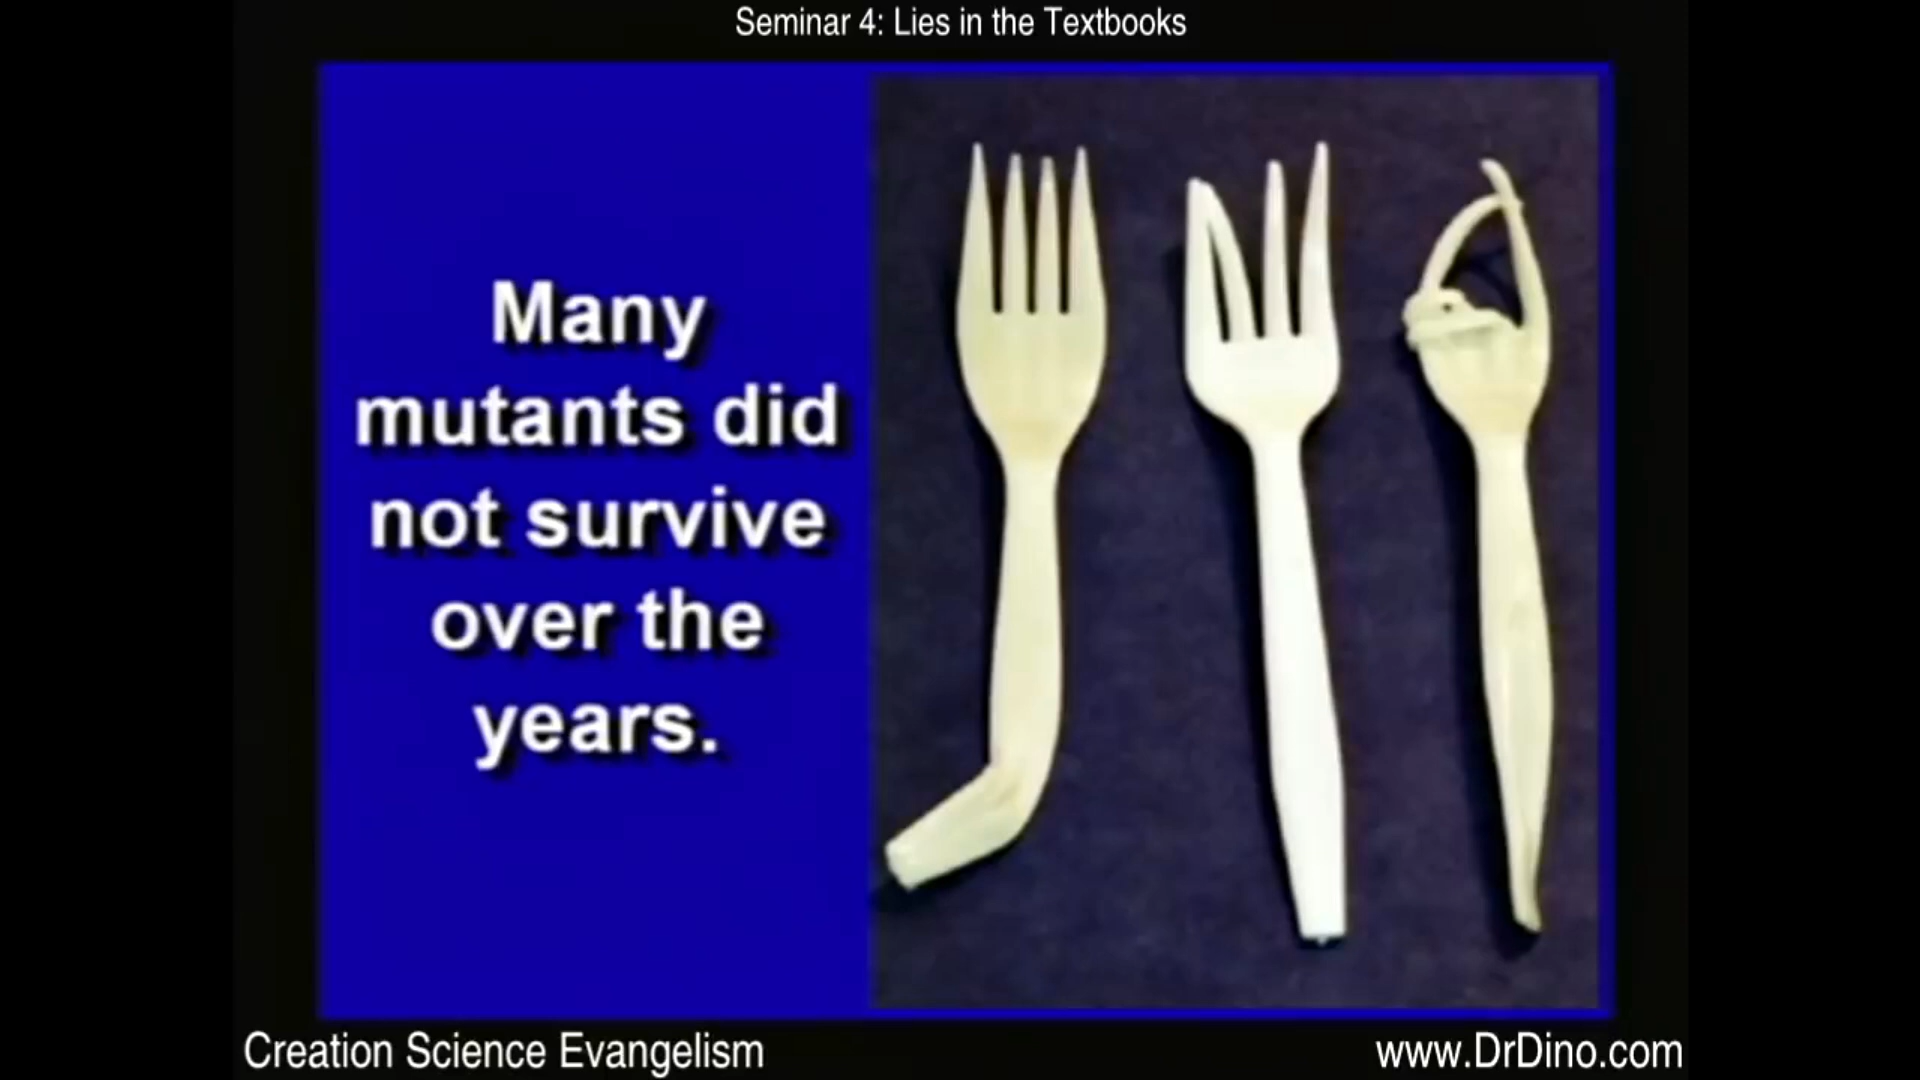 Seminar 4: Lies in the Textbooks
Many
mutants did
not survive
over the
years.
Creation Science Evangelism
www.DrDino.com